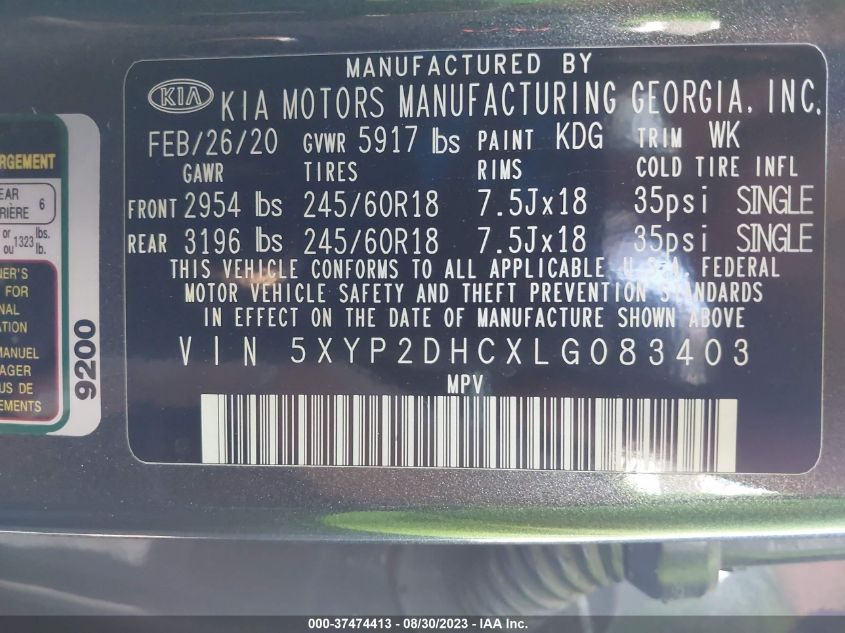 MANUFACTURED BY
KIA KIA MOTORS MANUFACTURING GEORGIA, INC.
FEB/26/20 GVWR 5917 lbs PAINT KDG TRIM WK
GAWR TIRES RIMS COLD TIRE INFL
FRONT 2954 lbs 245/60R18 7.5Jx18 35psi SINGLE
REAR 3196 lbs 245/60R18 7.5Jx18 35psi SINGLE
THIS VEHICLE CONFORMS TO ALL APPLICABLE U.S.A. FEDERAL
MOTOR VEHICLE SAFETY AND THEFT PREVENTION STANDARDS
IN EFFECT ON THE DATE OF MANUFACTURE SHOWN ABOVE
VIN 5XYP2DHCXLG083403
MPV
RGEMENT
EAR
RIÈRE 6
or 1323 lbs.
ou lb.
NER'S
FOR
NAL
ATION
MANUEL
AGER
US DE
EMENTS
9200
000-37474413 - 08/30/2023 - IAA Inc.